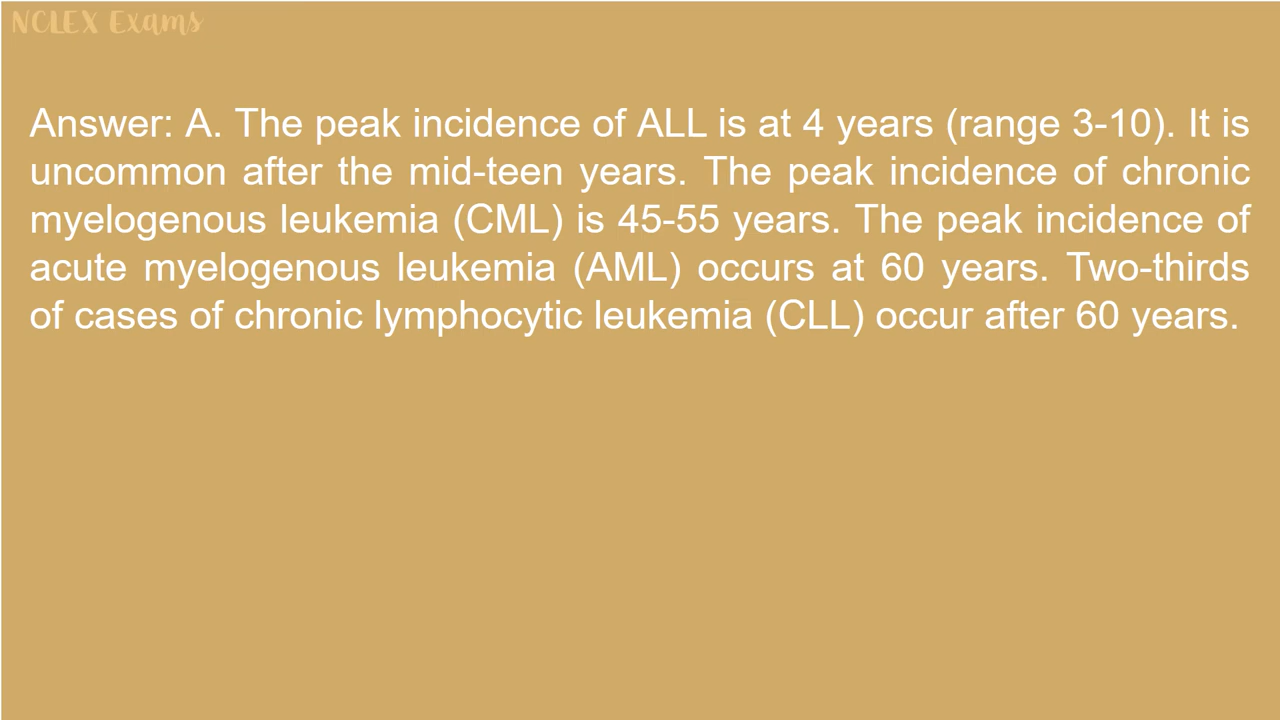 NCLEX Exams
Answer: A. The peak incidence of ALL is at 4 years (range 3-10). It is
uncommon after the mid-teen years. The peak incidence of chronic
myelogenous leukemia (CML) is 45-55 years. The peak incidence of
acute myelogenous leukemia (AML) occurs at 60 years. Two-thirds
of cases of chronic lymphocytic leukemia (CLL) occur after 60 years.